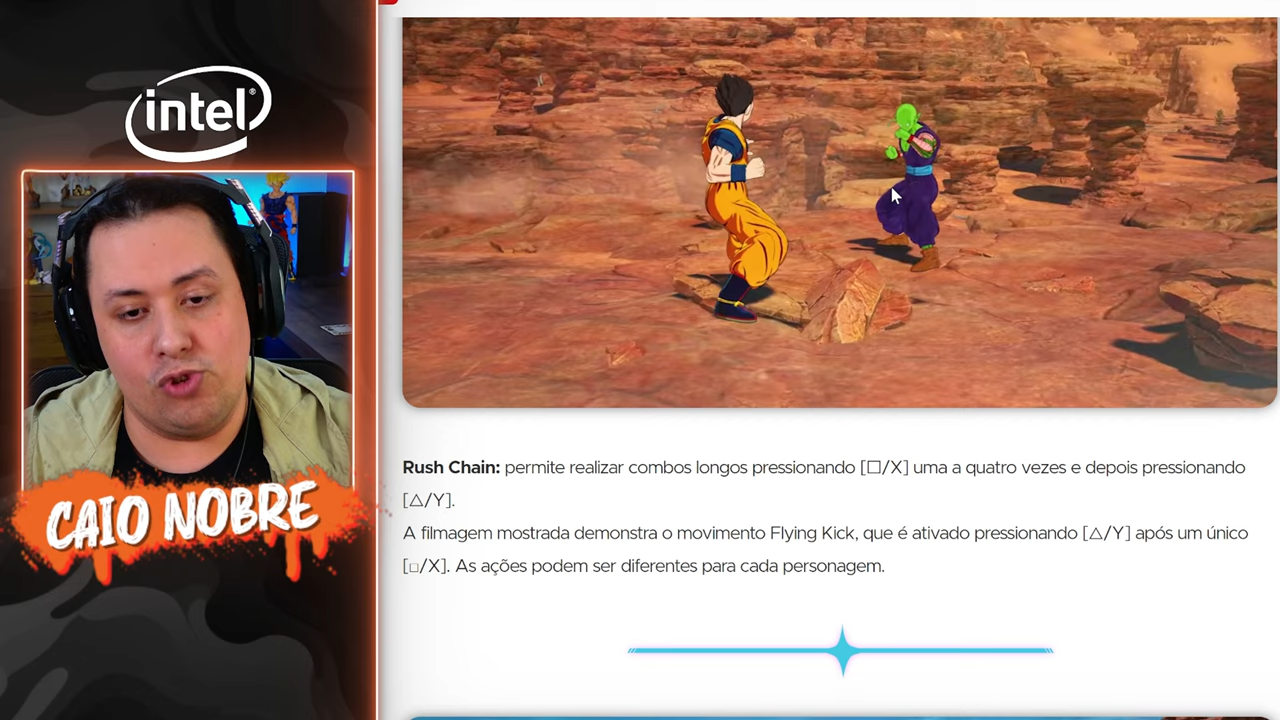 intel®
CAIO NOBRE
Rush Chain: permite realizar combos longos pressionando [□/X] uma a quatro vezes e depois pressionando
[△/Y].
A filmagem mostrada demonstra o movimento Flying Kick, que é ativado pressionando [△/Y] após um único
[□/X]. As ações podem ser diferentes para cada personagem.